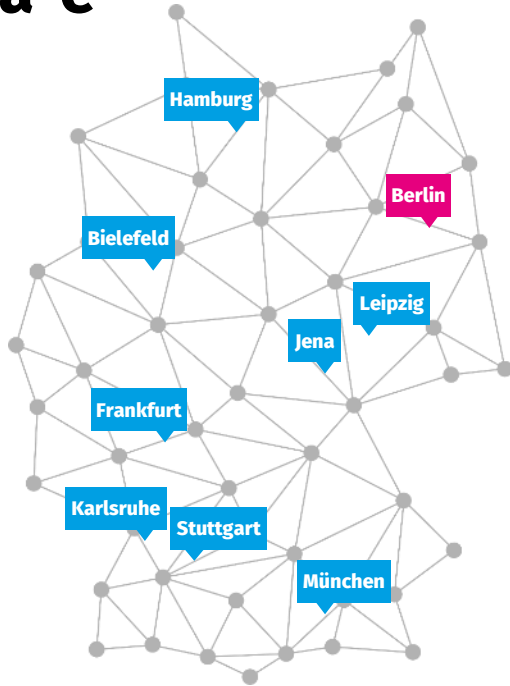 Hamburg
Berlin
Bielefeld
Leipzig
Jena
Frankfurt
Karlsruhe
Stuttgart
München